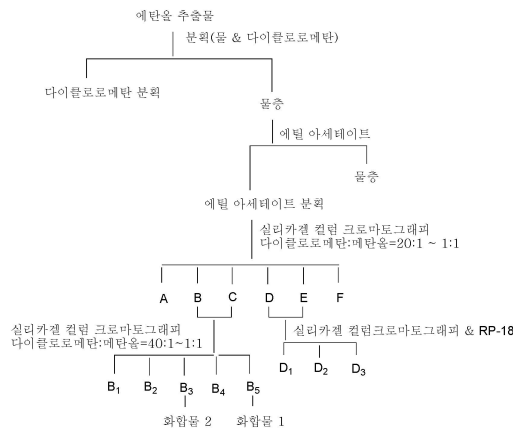 에탄올 추출물
분획(물 & 다이클로로메탄)
다이클로로메탄 분획
물층
에틸 아세테이트
물층
에틸 아세테이트 분획
실리카겔 컬럼 크로마토그래피
다이클로로메탄:메탄올=20:1 ~ 1:1
A B C D E F
실리카겔 컬럼 크로마토그래피
다이클로로메탄:메탄올=40:1~1:1
실리카겔 컬럼크로마토그래피 & RP-18
D₁ D₂ D₃
B₁ B₂ B₃ B₄ B₅
화합물 2 화합물 1